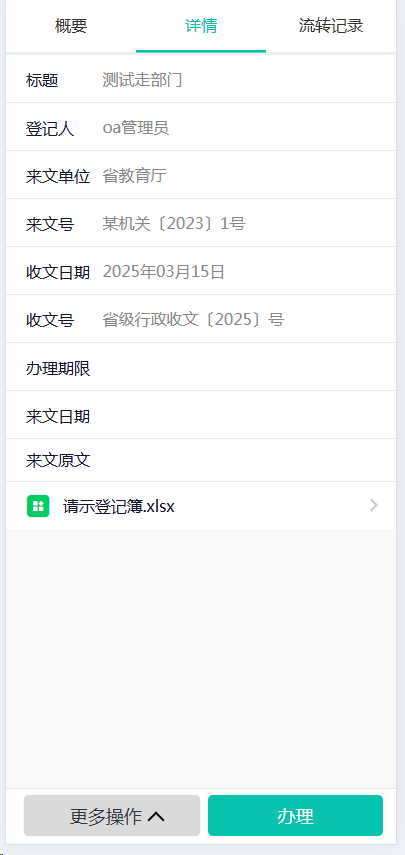 概要 详情 流转记录
标题 测试走部门
登记人 oa管理员
来文单位 省教育厅
来文号 某机关〔2023〕1号
收文日期 2025年03月15日
收文号 省级行政收文〔2025〕号
办理期限
来文日期
来文原文
请示登记簿.xlsx
更多操作 办理